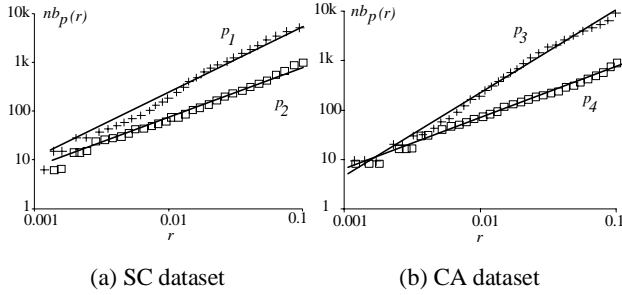 nb_p(r)
10k
1k
100
10
1
p_1
p_2
0.001
0.01
0.1
r
(a) SC dataset
nb_p(r)
10k
1k
100
10
1
p_3
p_4
0.001
0.01
0.1
r
(b) CA dataset